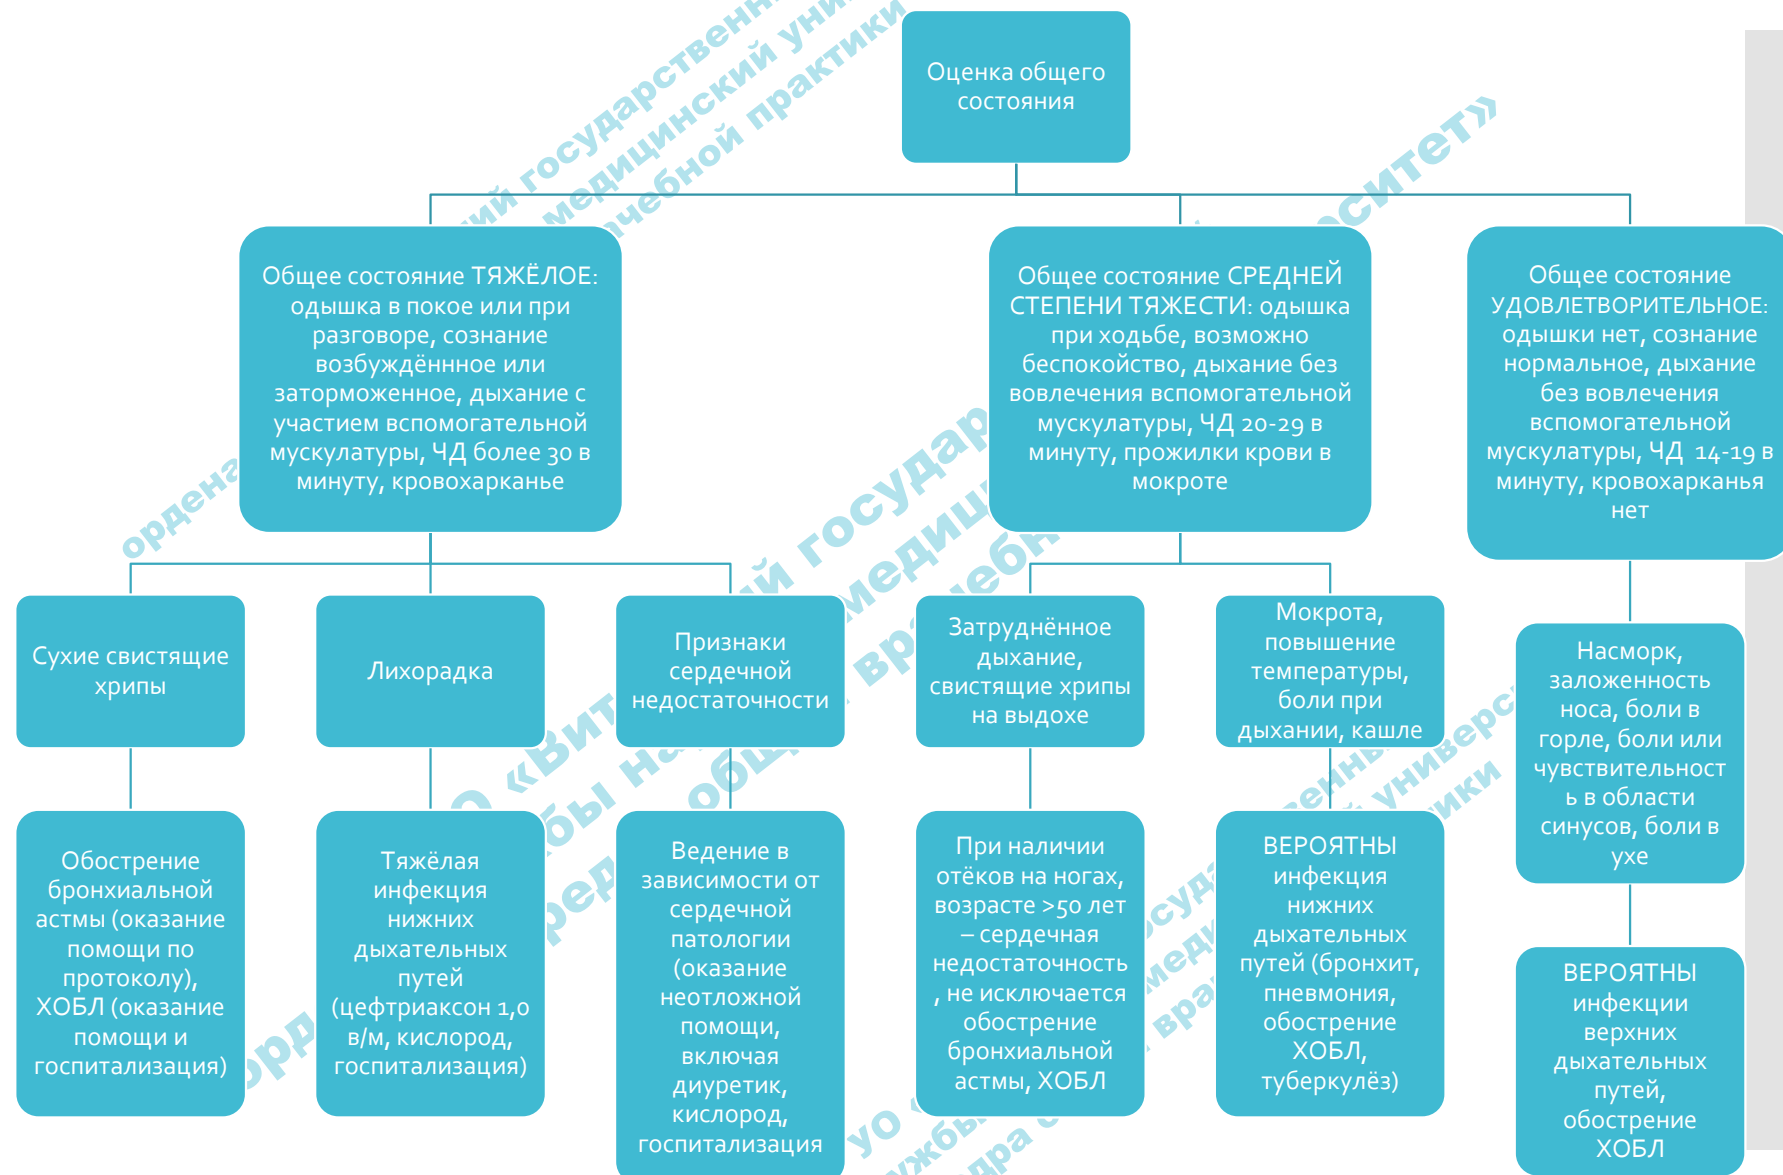 Оценка общего
состояния
Общее состояние ТЯЖЁЛОЕ:
одышка в покое или при
разговоре, сознание
возбуждённное или
заторможенное, дыхание с
участием вспомогательной
мускулатуры, ЧД более 30 в
минуту, кровохарканье
Общее состояние СРЕДНЕЙ
СТЕПЕНИ ТЯЖЕСТИ: одышка
при ходьбе, возможно
беспокойство, дыхание без
вовлечения вспомогательной
мускулатуры, ЧД 20-29 в
минуту, прожилки крови в
мокроте
Общее состояние
УДОВЛЕТВОРИТЕЛЬНОЕ:
одышки нет, сознание
нормальное, дыхание
без вовлечения
вспомогательной
мускулатуры, ЧД 14-19 в
минуту, кровохарканья
нет
Сухие свистящие
хрипы
Лихорадка
Признаки
сердечной
недостаточности
Затруднённое
дыхание,
свистящие хрипы
на выдохе
Мокрота,
повышение
температуры,
боли при
дыхании, кашле
Насморк,
заложенность
носа, боли в
горле, боли или
чувствительност
ь в области
синусов, боли в
ухе
Обострение
бронхиальной
астмы (оказание
помощи по
протоколу),
ХОБЛ (оказание
помощи и
госпитализация)
Тяжёлая
инфекция
нижних
дыхательных
путей
(цефтриаксон 1,0
в/м, кислород,
госпитализация)
Ведение в
зависимости от
сердечной
патологии
(оказание
неотложной
помощи,
включая
диуретик,
кислород,
госпитализация
При наличии
отёков на ногах,
возрасте >50 лет
– сердечная
недостаточность
, не исключается
обострение
бронхиальной
астмы, ХОБЛ
ВЕРОЯТНЫ
инфекция
нижних
дыхательных
путей (бронхит,
пневмония,
обострение
ХОБЛ,
туберкулёз)
ВЕРОЯТНЫ
инфекции
верхних
дыхательных
путей,
обострение
ХОБЛ
медицинский
практики
ордена